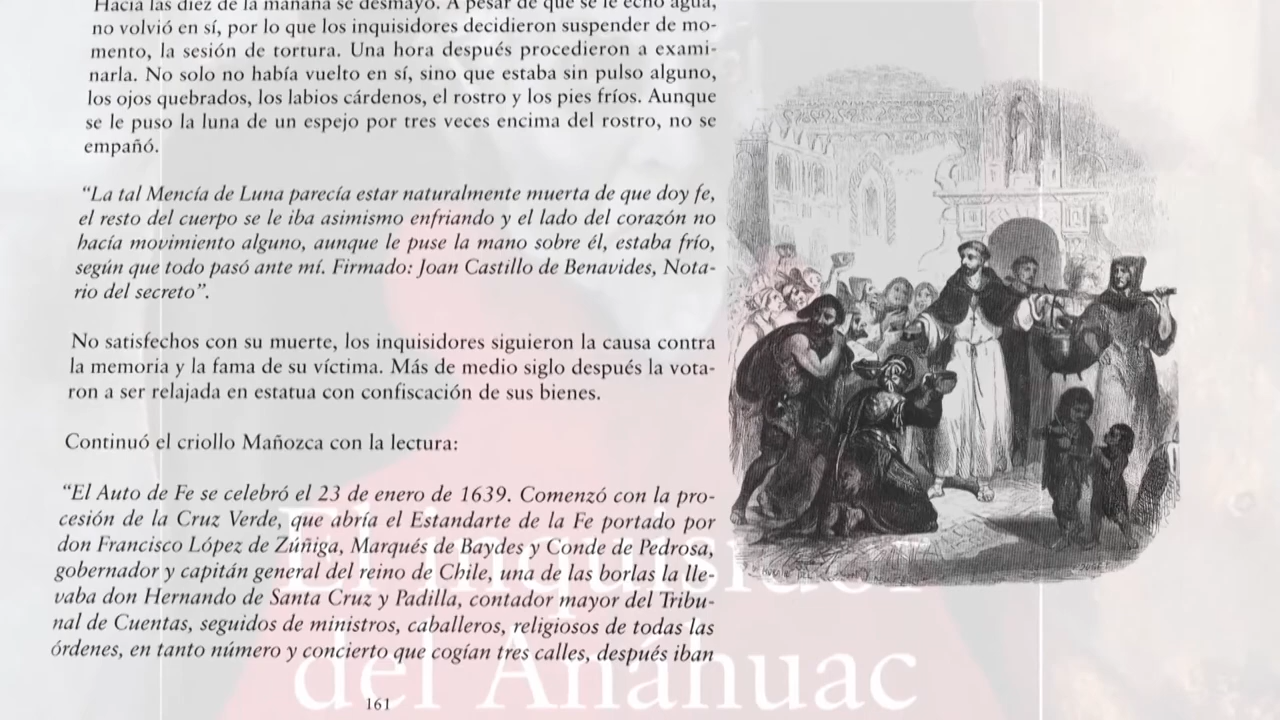 Hacia las diez de la mañana se desmayó. A pesar de que se le echó agua,
no volvió en sí, por lo que los inquisidores decidieron suspender de mo-
mento, la sesión de tortura. Una hora después procedieron a exami-
narla. No solo no había vuelto en sí, sino que estaba sin pulso alguno,
los ojos quebrados, los labios cárdenos, el rostro y los pies fríos. Aunque
se le puso la luna de un espejo por tres veces encima del rostro, no se
empañó.
“La tal Mencía de Luna parecía estar naturalmente muerta de que doy fe,
el resto del cuerpo se le iba asimismo enfriando y el lado del corazón no
hacía movimiento alguno, aunque le puse la mano sobre él, estaba frío,
según que todo pasó ante mí. Firmado: Joan Castillo de Benavides, Nota-
rio del secreto”.
No satisfechos con su muerte, los inquisidores siguieron la causa contra
la memoria y la fama de su víctima. Más de medio siglo después la vota-
ron a ser relajada en estatua con confiscación de sus bienes.
Continuó el criollo Mañozca con la lectura:
“El Auto de Fe se celebró el 23 de enero de 1639. Comenzó con la pro-
cesión de la Cruz Verde, que abría el Estandarte de la Fe portado por
don Francisco López de Zúñiga, Marqués de Baydes y Conde de Pedrosa,
gobernador y capitán general del reino de Chile, una de las borlas la lle-
vaba don Hernando de Santa Cruz y Padilla, contador mayor del Tribu-
nal de Cuentas, seguidos de ministros, caballeros, religiosos de todas las
órdenes, en tanto número y concierto que cogían tres calles, después iban
161
El inquisidor
del Anáhuac